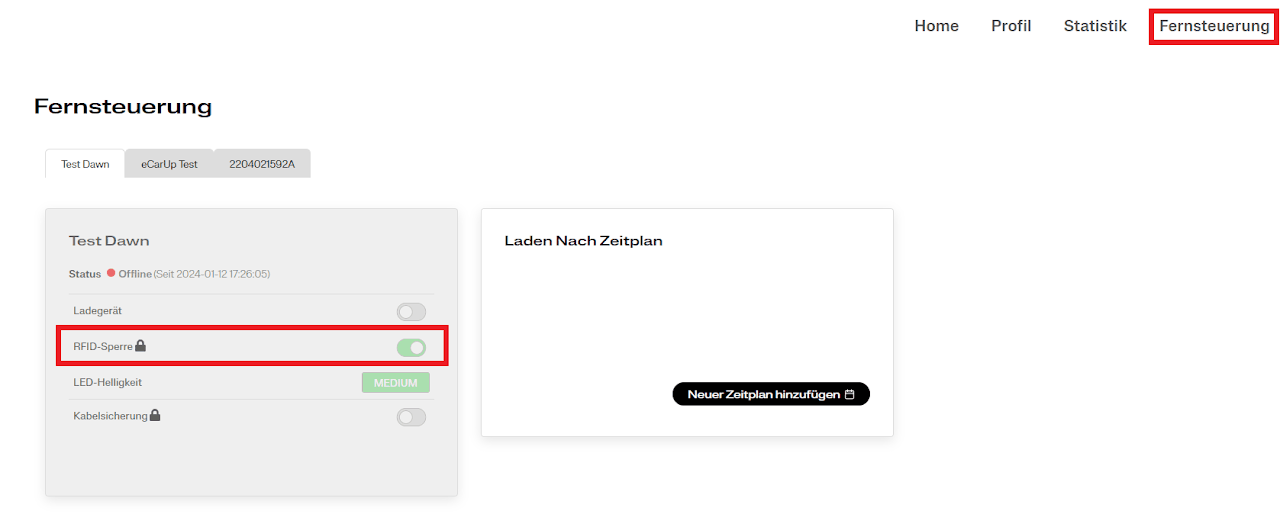 Home Profil Statistik Fernsteuerung
Fernsteuerung
Test Dawn eCarUp Test 2204021592A
Test Dawn
Status Offline (Seit 2024-01-12 17:26:05)
Ladegerät
RFID-Sperre
LED-Helligkeit MEDIUM
Kabelsicherung
Laden Nach Zeitplan
Neuer Zeitplan hinzufügen